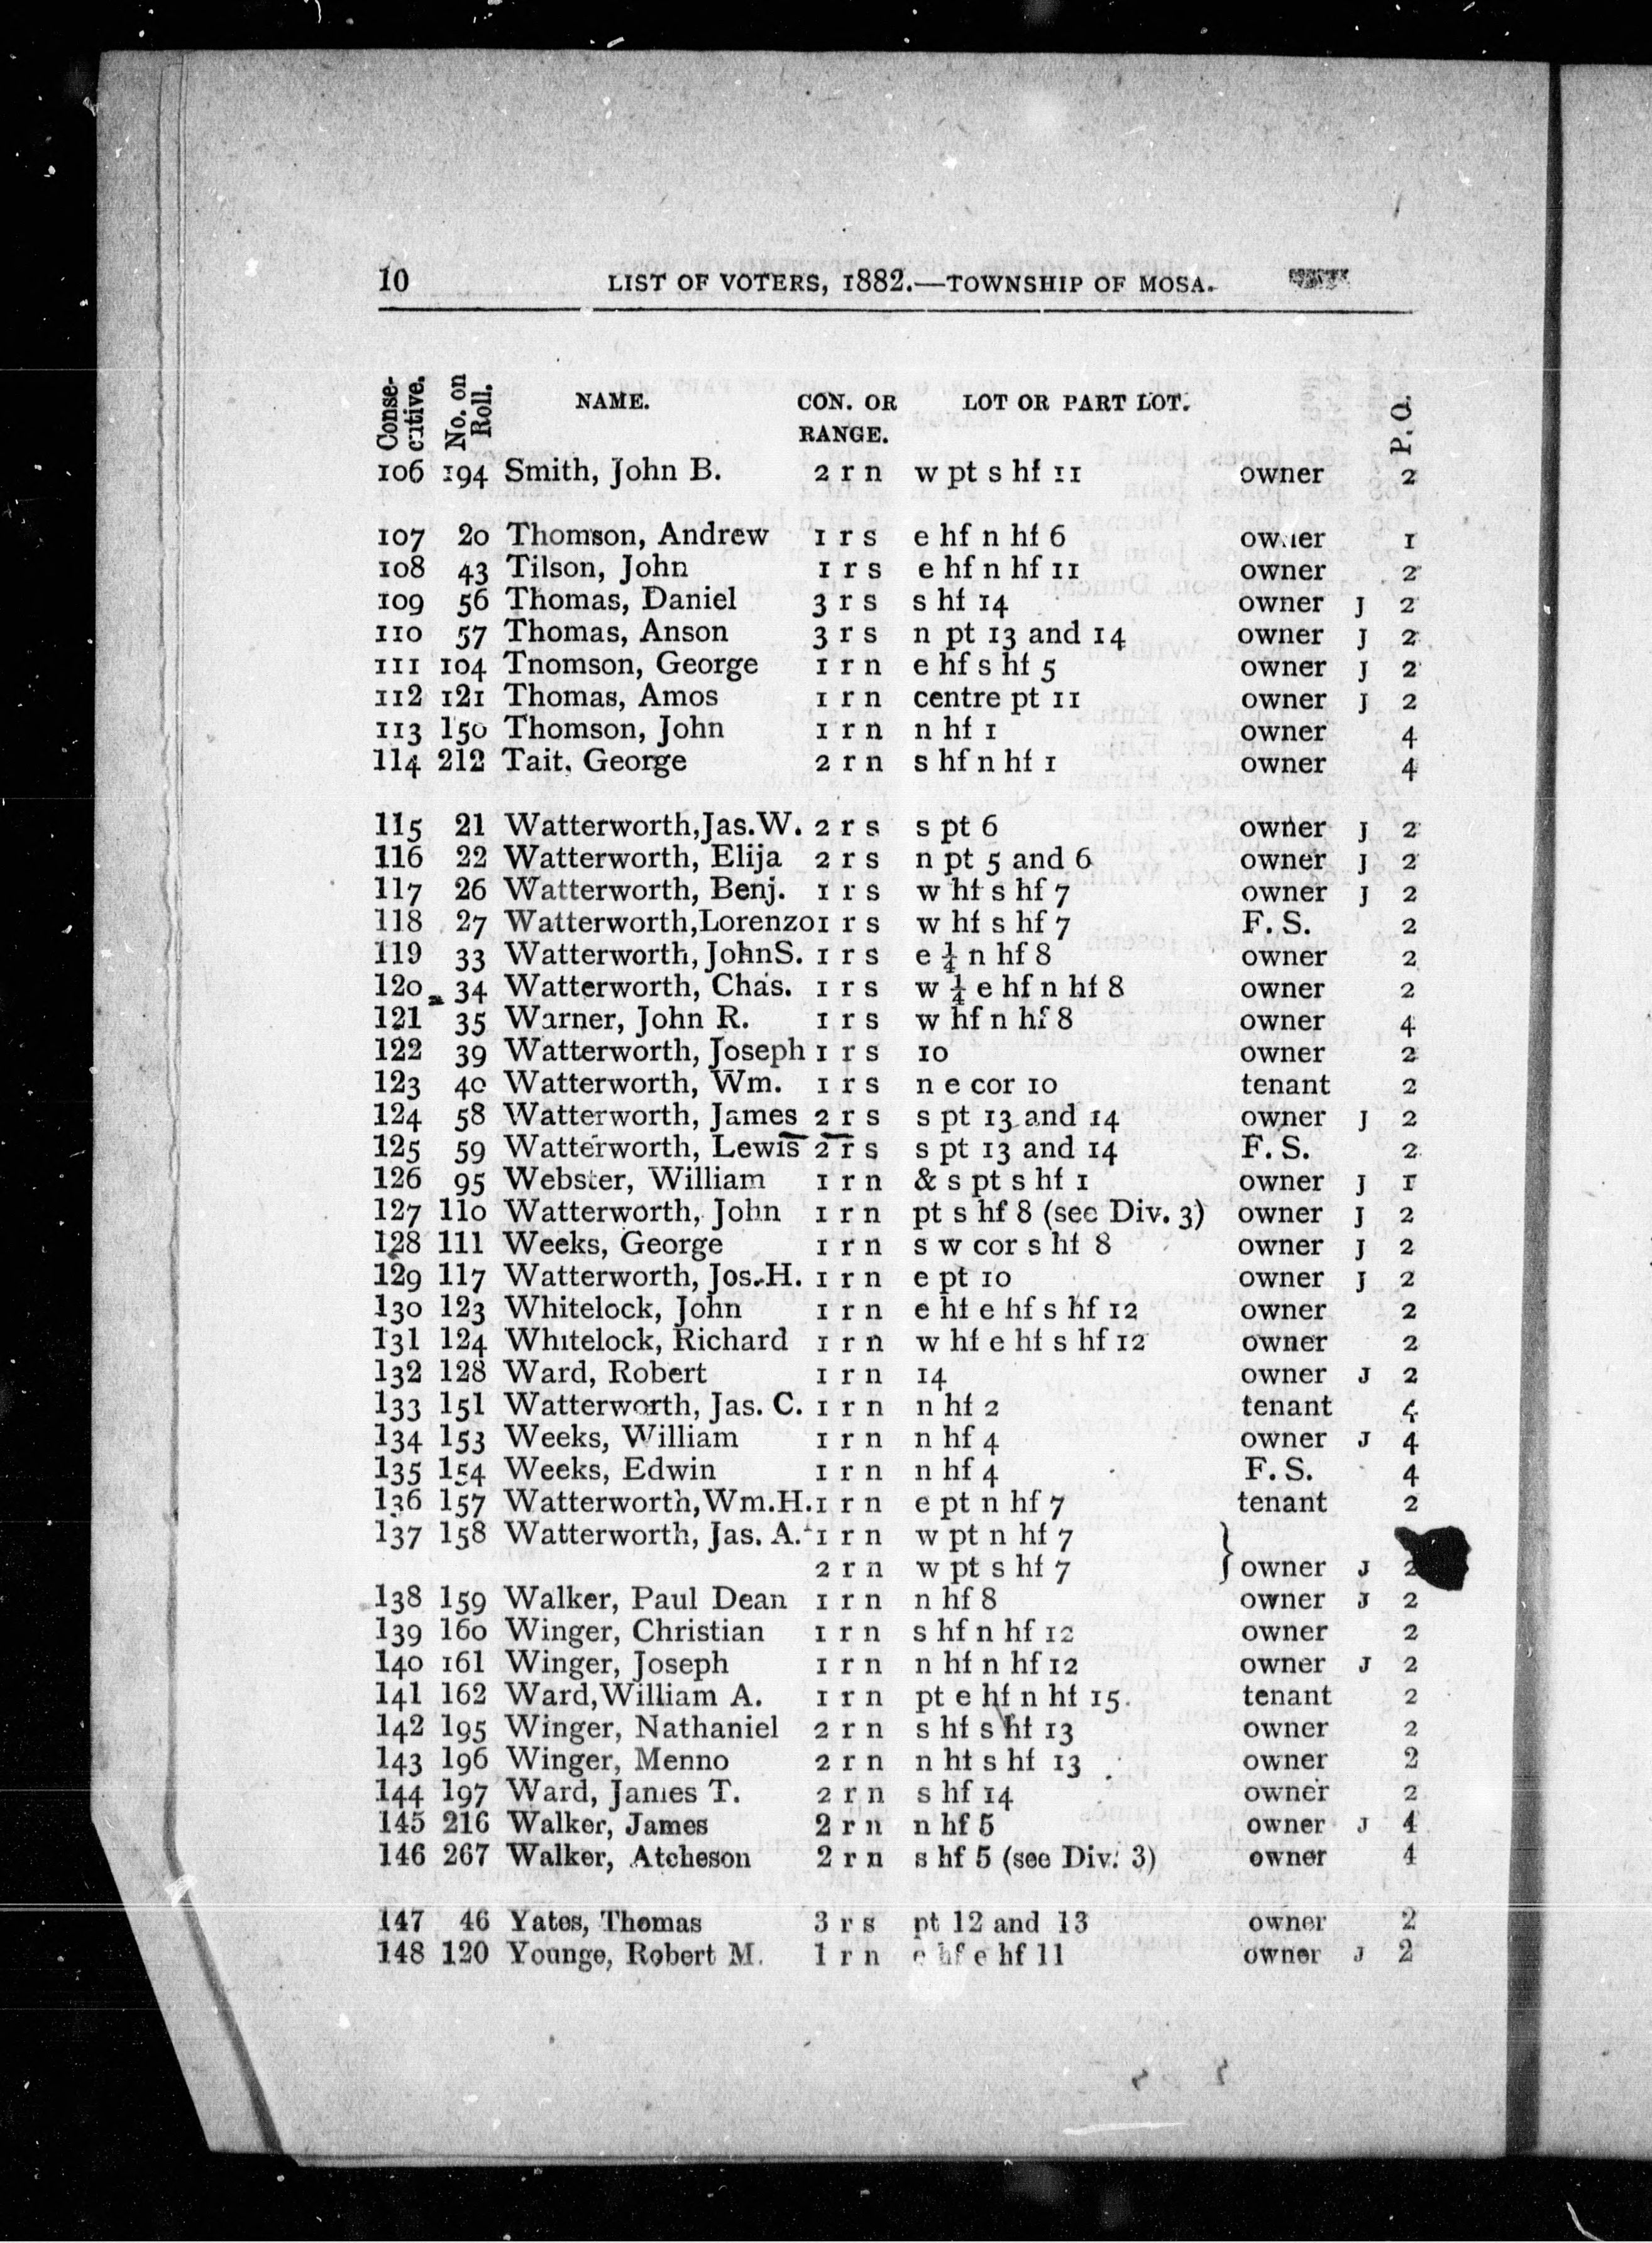 10 LIST OF VOTERS, 1882.—TOWNSHIP OF MOSA.
Conse-cutive. No. on Roll. NAME. CON. OR RANGE. LOT OR PART LOT. P. O.
106 194 Smith, John B. 2 r n w pt s hf 11 owner 2
107 20 Thomson, Andrew 1 r s e hf n hf 6 owner 1
108 43 Tilson, John 1 r s e hf n hf 11 owner 2
109 56 Thomas, Daniel 3 r s s hf 14 owner J 2
110 57 Thomas, Anson 3 r s n pt 13 and 14 owner J 2
111 104 Tnomson, George 1 r n e hf s hf 5 owner J 2
112 121 Thomas, Amos 1 r n centre pt 11 owner J 2
113 150 Thomson, John 1 r n n hf 1 owner 4
114 212 Tait, George 2 r n s hf n hf 1 owner 4
115 21 Watterworth,Jas.W. 2 r s s pt 6 owner J 2
116 22 Watterworth, Elija 2 r s n pt 5 and 6 owner J 2
117 26 Watterworth, Benj. 1 r s w hf s hf 7 owner J 2
118 27 Watterworth,Lorenzo 1 r s w hf s hf 7 F. S. 2
119 33 Watterworth, JohnS. 1 r s e ¼ n hf 8 owner 2
120 34 Watterworth, Chas. 1 r s w ¼ e hf n hf 8 owner 2
121 35 Warner, John R. 1 r s w hf n hf 8 owner 4
122 39 Watterworth, Joseph 1 r s 10 owner 2
123 40 Watterworth, Wm. 1 r s n e cor 10 tenant 2
124 58 Watterworth, James 2 r s s pt 13 and 14 owner J 2
125 59 Watterworth, Lewis 2 r s s pt 13 and 14 F. S. 2
126 95 Webster, William 1 r n & s pt s hf 1 owner J 1
127 110 Watterworth, John 1 r n pt s hf 8 (see Div. 3) owner J 2
128 111 Weeks, George 1 r n s w cor s hf 8 owner J 2
129 117 Watterworth, Jos. H. 1 r n e pt 10 owner J 2
130 123 Whitelock, John 1 r n e hf e hf s hf 12 owner 2
131 124 Whitelock, Richard 1 r n w hf e hf s hf 12 owner 2
132 128 Ward, Robert 1 r n 14 owner J 2
133 151 Watterworth, Jas. C. 1 r n n hf 2 tenant 4
134 153 Weeks, William 1 r n n hf 4 owner J 4
135 154 Weeks, Edwin 1 r n n hf 4 F. S. 4
136 157 Watterworth,Wm.H. 1 r n e pt n hf 7 tenant 2
137 158 Watterworth, Jas. A. 1 r n w pt n hf 7
2 r n w pt s hf 7 } owner J 2
138 159 Walker, Paul Dean 1 r n n hf 8 owner J 2
139 160 Winger, Christian 1 r n s hf n hf 12 owner 2
140 161 Winger, Joseph 1 r n n hf n hf 12 owner J 2
141 162 Ward,William A. 1 r n pt e hf n hf 15 tenant 2
142 195 Winger, Nathaniel 2 r n s hf s hf 13 owner 2
143 196 Winger, Menno 2 r n n ht s hf 13 owner 2
144 197 Ward, James T. 2 r n s hf 14 owner 2
145 216 Walker, James 2 r n n hf 5 owner J 4
146 267 Walker, Atcheson 2 r n s hf 5 (see Div. 3) owner 4
147 46 Yates, Thomas 3 r s pt 12 and 13 owner 2
148 120 Younge, Robert M. 1 r n e hf e hf 11 owner J 2